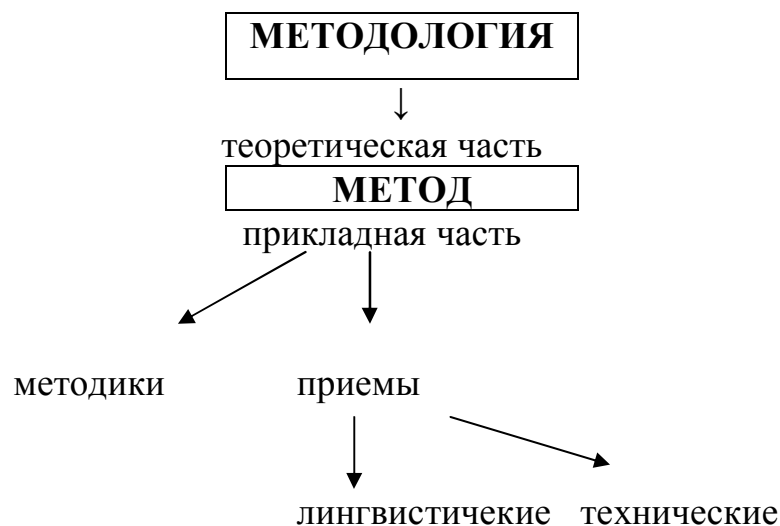 МЕТОДОЛОГИЯ
↓
теоретическая часть
МЕТОД
прикладная часть
методики приемы
лингвистичекие технические